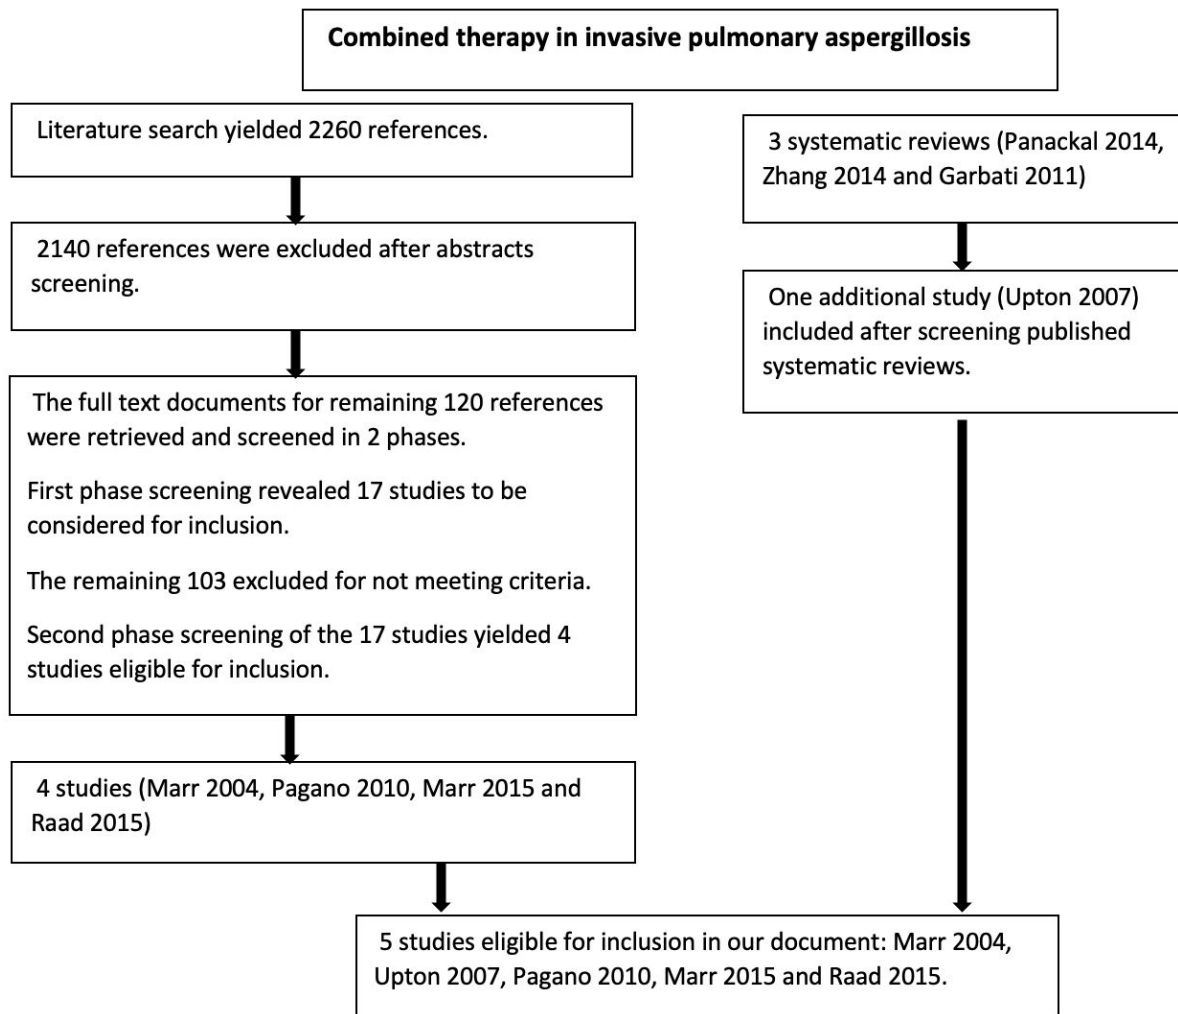 Combined therapy in invasive pulmonary aspergillosis
Literature search yielded 2260 references.
2140 references were excluded after abstracts
screening.
The full text documents for remaining 120 references
were retrieved and screened in 2 phases.
First phase screening revealed 17 studies to be
considered for inclusion.
The remaining 103 excluded for not meeting criteria.
Second phase screening of the 17 studies yielded 4
studies eligible for inclusion.
4 studies (Marr 2004, Pagano 2010, Marr 2015 and
Raad 2015)
3 systematic reviews (Panackal 2014,
Zhang 2014 and Garbati 2011)
One additional study (Upton 2007)
included after screening published
systematic reviews.
5 studies eligible for inclusion in our document: Marr 2004,
Upton 2007, Pagano 2010, Marr 2015 and Raad 2015.